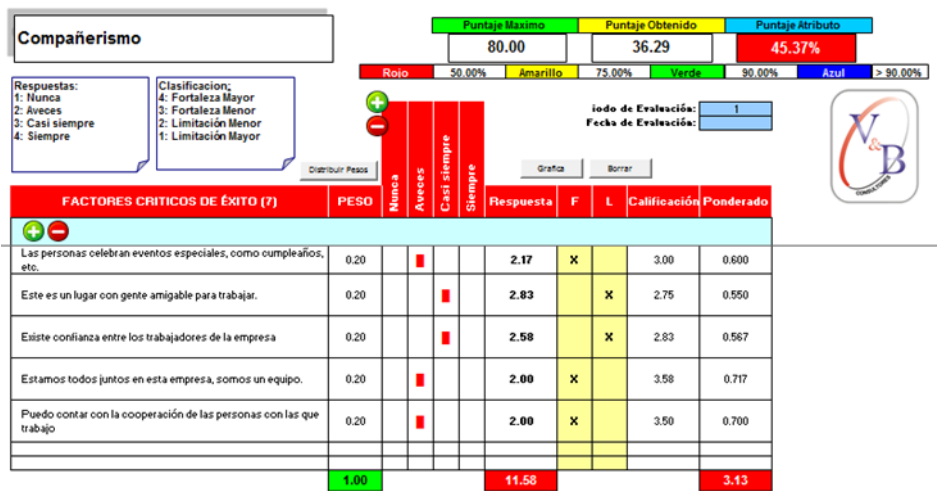 Compañerismo
Puntaje Maximo Puntaje Obtenido Puntaje Atributo
80.00 36.29 45.37%
Rojo 50.00% Amarillo 75.00% Verde 90.00% Azul > 90.00%
Respuestas:
1: Nunca
2: Aveces
3: Casi siempre
4: Siempre
Clasificacion:
4: Fortaleza Mayor
3: Fortaleza Menor
2: Limitación Menor
1: Limitación Mayor
iodo de Evaluación: 1
Fecha de Evaluación:
Distribuir Pesos
Grafica Borrar
V&B
CONSULTORES
FACTORES CRITICOS DE ÉXITO (7) PESO Nunca Aveces Casi siempre Siempre Respuesta F L Calificación Ponderado
Las personas celebran eventos especiales, como cumpleaños, 0.20 2.17 X 3.00 0.600
etc.
Este es un lugar con gente amigable para trabajar. 0.20 2.83 X 2.75 0.550
Existe confianza entre los trabajadores de la empresa 0.20 2.58 X 2.83 0.567
Estamos todos juntos en esta empresa, somos un equipo. 0.20 2.00 X 3.58 0.717
Puedo contar con la cooperación de las personas con las que 0.20 2.00 X 3.50 0.700
trabajo
1.00 11.58 3.13